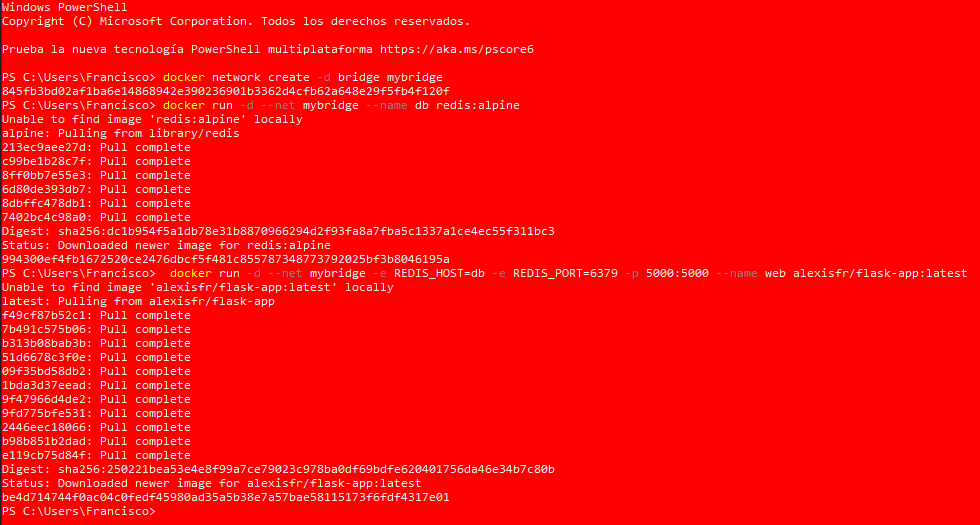 Windows PowerShell
Copyright (C) Microsoft Corporation. Todos los derechos reservados.
Prueba la nueva tecnología PowerShell multiplataforma https://aka.ms/pscore6
PS C:\Users\Francisco> docker network create -d bridge mybridge
845fb3bd02af1ba6e14868942e390236901b3362d4cfb62a648e29f5fb4f120f
PS C:\Users\Francisco> docker run -d --net mybridge --name db redis:alpine
Unable to find image 'redis:alpine' locally
alpine: Pulling from library/redis
213ec9aee27d: Pull complete
c99be1b28c7f: Pull complete
8ff0bb7e55e3: Pull complete
6d80de393db7: Pull complete
8dbffc478db1: Pull complete
7402bc4c98a0: Pull complete
Digest: sha256:dc1b954f5a1db78e31b8870966294d2f93fa8a7fba5c1337a1ce4ec55f311bc3
Status: Downloaded newer image for redis:alpine
994300ef4fb1672520ce2476dbcf5f481c855787348773792025bf3b8046195a
PS C:\Users\Francisco>  docker run -d --net mybridge -e REDIS_HOST=db -e REDIS_PORT=6379 -p 5000:5000 --name web alexisfr/flask-app:latest
Unable to find image 'alexisfr/flask-app:latest' locally
latest: Pulling from alexisfr/flask-app
f49cf87b52c1: Pull complete
7b491c575b06: Pull complete
b313b08bab3b: Pull complete
51d6678c3f0e: Pull complete
09f35bd58db2: Pull complete
1bda3d37eead: Pull complete
9f47966d4de2: Pull complete
9fd775bfe531: Pull complete
2446eec18066: Pull complete
b98b851b2dad: Pull complete
e119cb75d84f: Pull complete
Digest: sha256:250221bea53e4e8f99a7ce79023c978ba0df69bdfe620401756da46e34b7c80b
Status: Downloaded newer image for alexisfr/flask-app:latest
be4d714744f0ac04c0fedf45980ad35a5b38e7a57bae58115173f6fdf4317e01
PS C:\Users\Francisco>